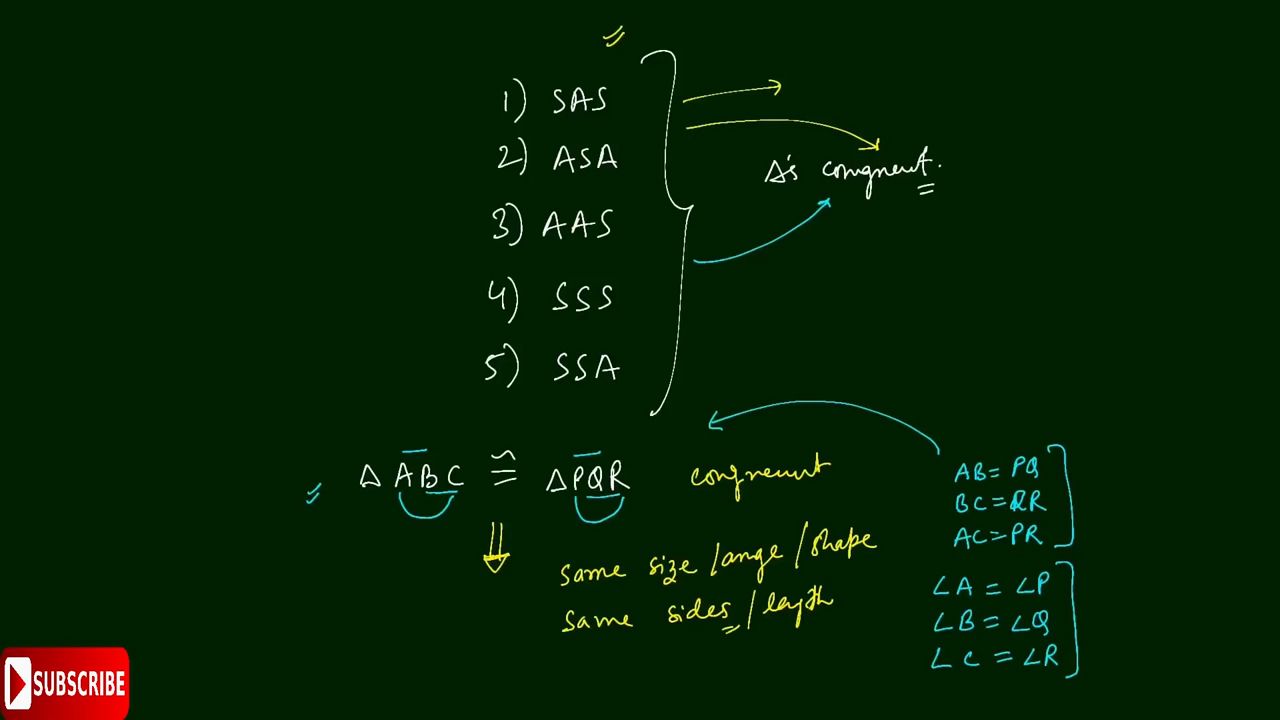 1) SAS
2) ASA
Δ's congruent.
3) AAS
4) SSS
5) SSA
Δ ABC ≅ Δ PQR congruent
AB = PQ
BC = QR
AC = PR
same size / ange / shape
same sides / length
∠A = ∠P
∠B = ∠Q
∠C = ∠R
SUBSCRIBE